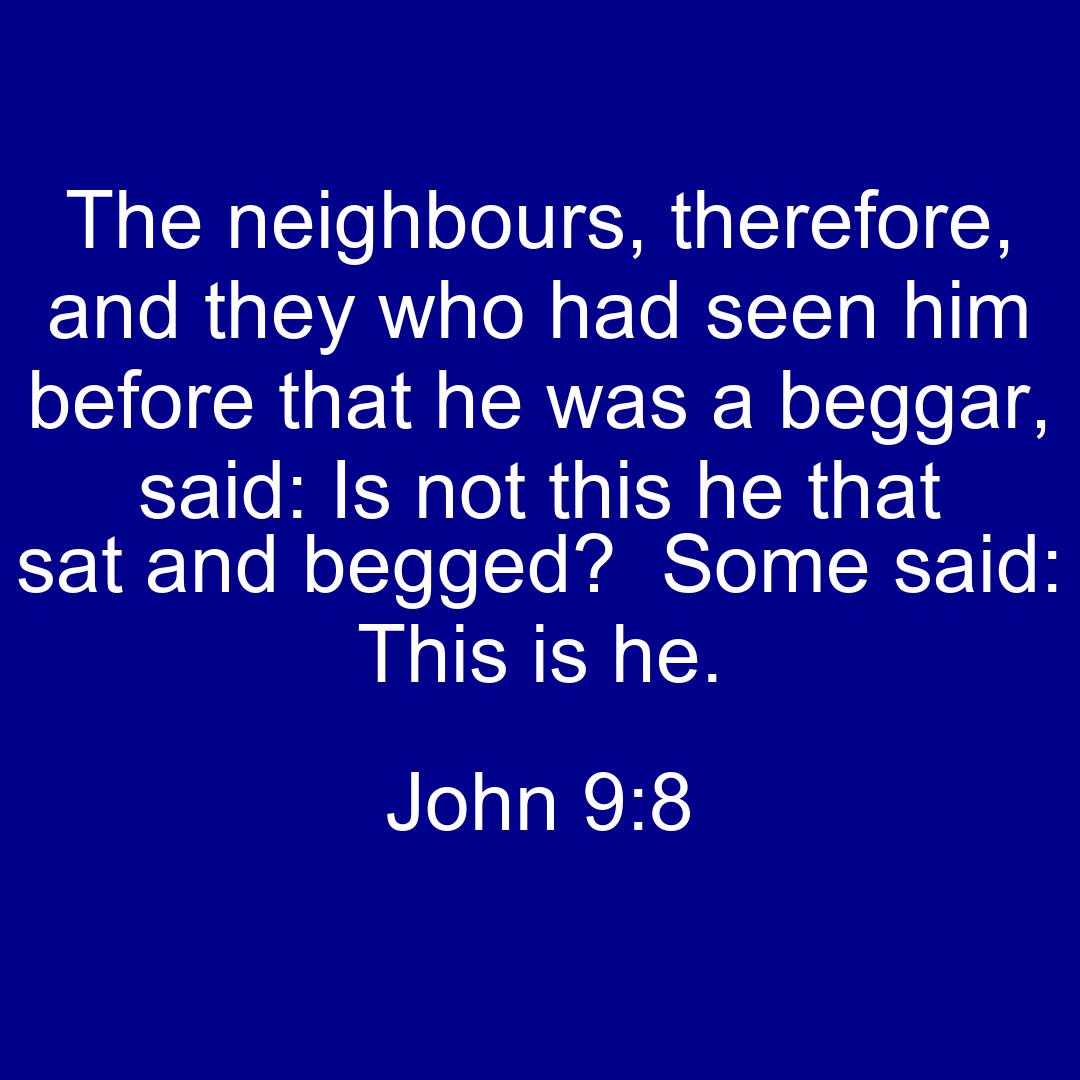 The neighbours, therefore,
and they who had seen him
before that he was a beggar,
said: Is not this he that
sat and begged?  Some said:
This is he.
John 9:8